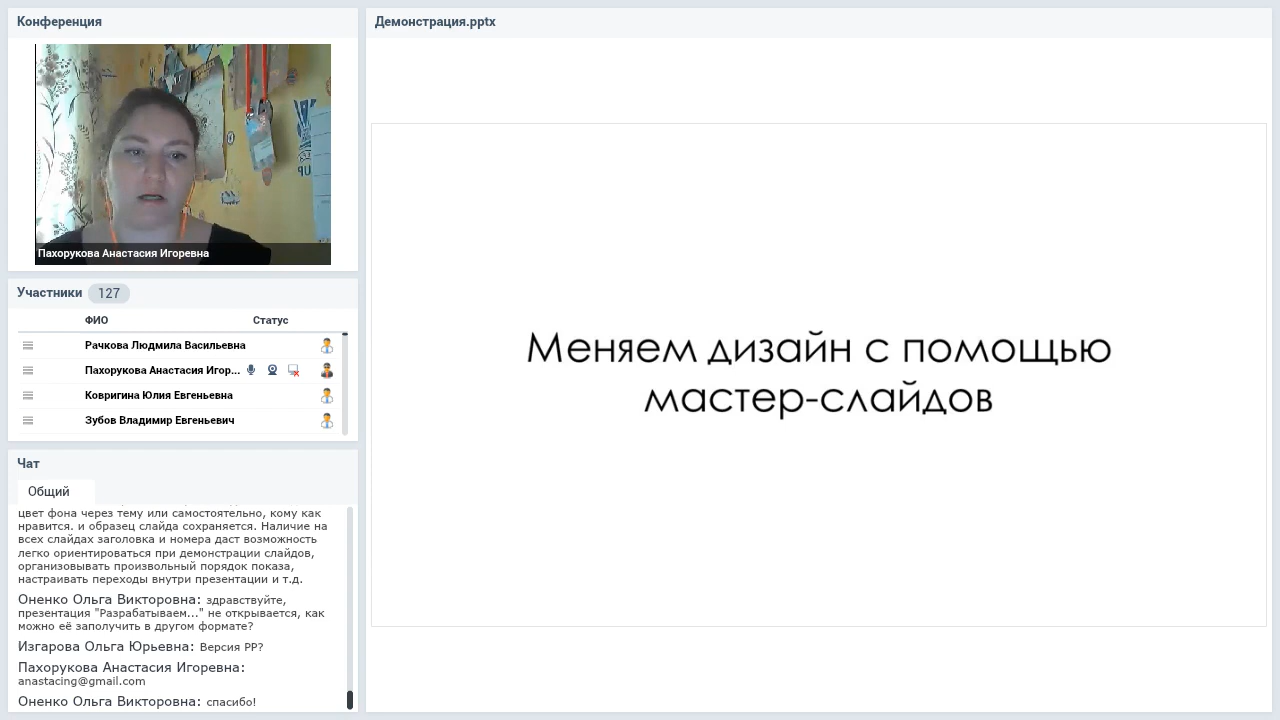 Конференция
Пахорукова Анастасия Игоревна
Участники 127
ФИО Статус
Рачкова Людмила Васильевна
Пахорукова Анастасия Игор...
Ковригина Юлия Евгеньевна
Зубов Владимир Евгеньевич
Чат
Общий
цвет фона через тему или самостоятельно, кому как
нравится. и образец слайда сохраняется. Наличие на
всех слайдах заголовка и номера даст возможность
легко ориентироваться при демонстрации слайдов,
организовывать произвольный порядок показа,
настраивать переходы внутри презентации и т.д.
Оненко Ольга Викторовна: здравствуйте,
презентация "Разрабатываем..." не открывается, как
можно её заполучить в другом формате?
Изгарова Ольга Юрьевна: Версия PP?
Пахорукова Анастасия Игоревна:
anastacing@gmail.com
Оненко Ольга Викторовна: спасибо!
Демонстрация.pptx
Меняем дизайн с помощью
мастер-слайдов